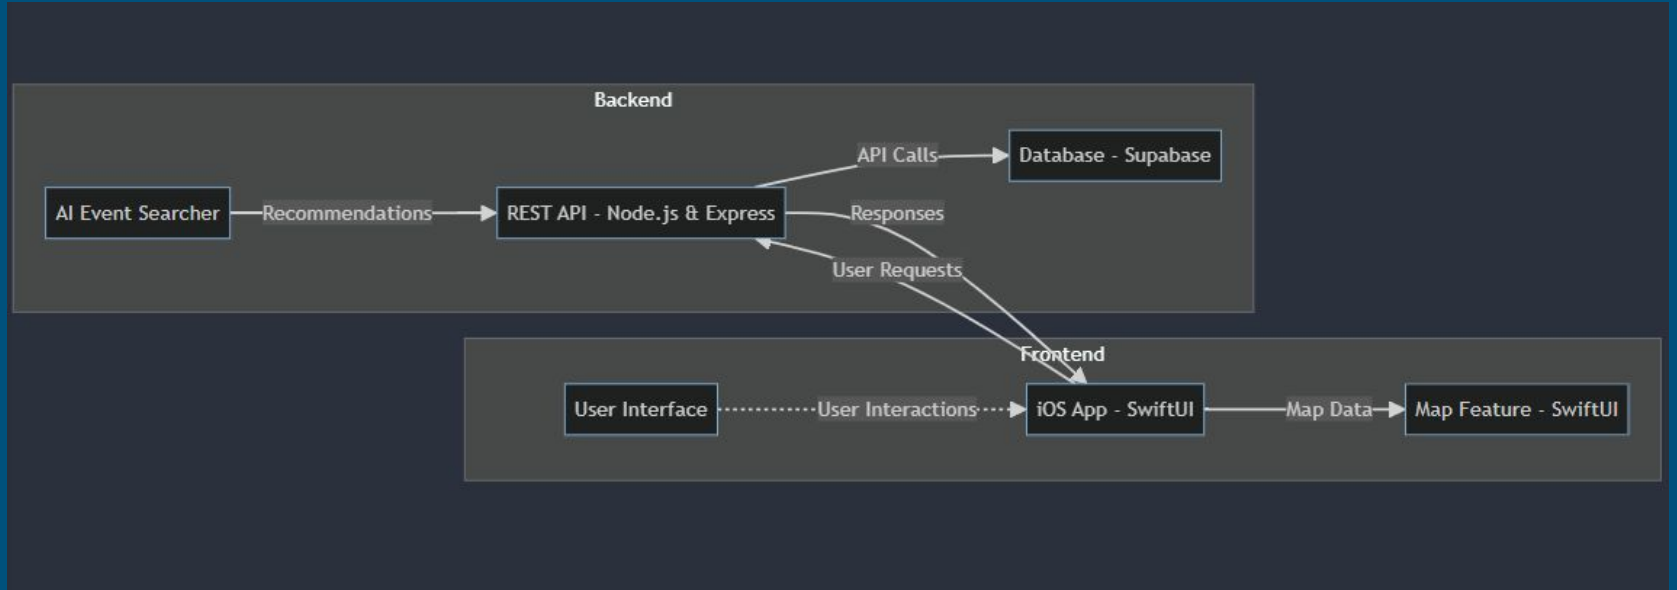 Backend
API Calls
Database - Supabase
AI Event Searcher
Recommendations
REST API - Node.js & Express
Responses
User Requests
Frontend
User Interface
User Interactions
iOS App - SwiftUI
Map Data
Map Feature - SwiftUI